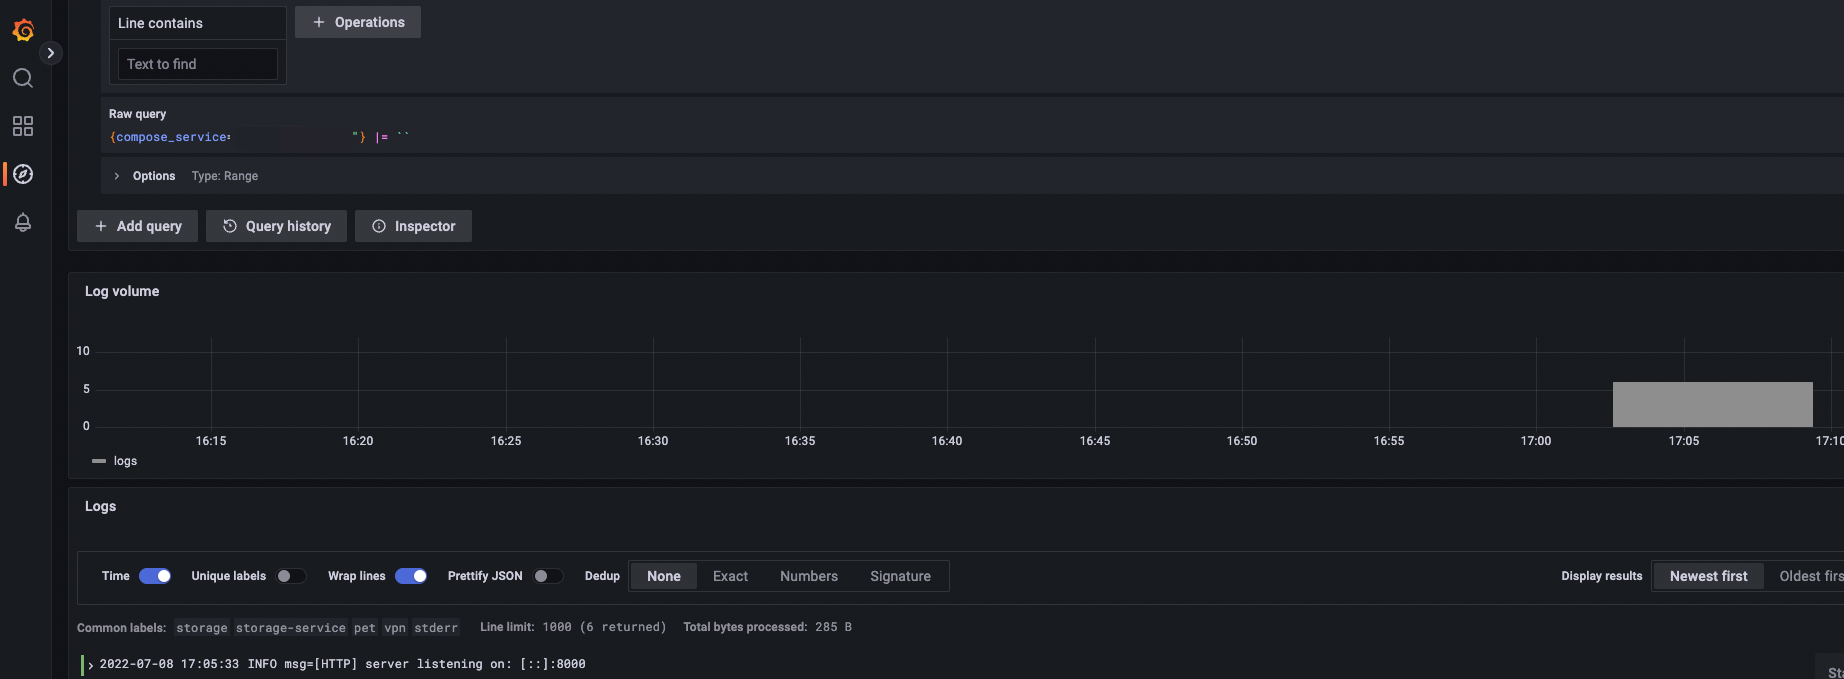 Line contains
+ Operations
Text to find
Raw query
{compose_service= "} |= ``
Options Type: Range
+ Add query Query history Inspector
Log volume
10
5
0
16:15 16:20 16:25 16:30 16:35 16:40 16:45 16:50 16:55 17:00 17:05 17:10
logs
Logs
Time Unique labels Wrap lines Prettify JSON Dedup None Exact Numbers Signature Display results Newest first Oldest firs
Common labels: storage storage-service pet vpn stderr Line limit: 1000 (6 returned) Total bytes processed: 285 B
> 2022-07-08 17:05:33 INFO msg=[HTTP] server listening on: [::]:8000